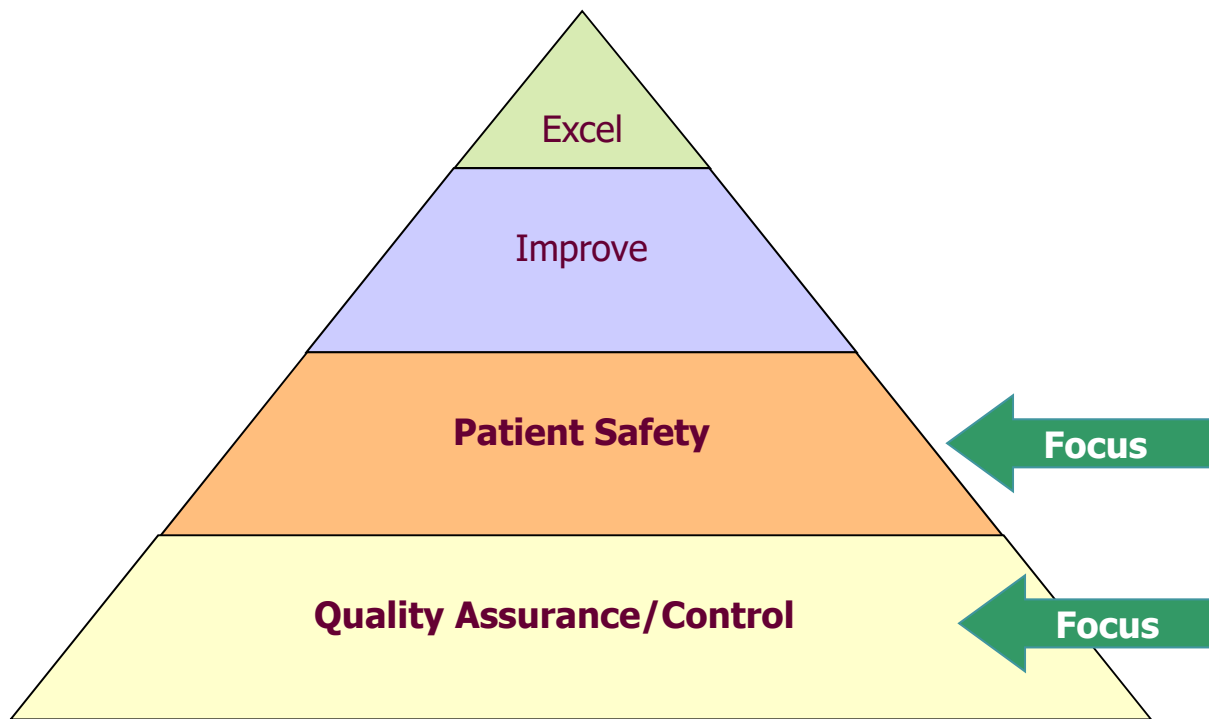 Excel
Improve
Patient Safety
Focus
Quality Assurance/Control
Focus